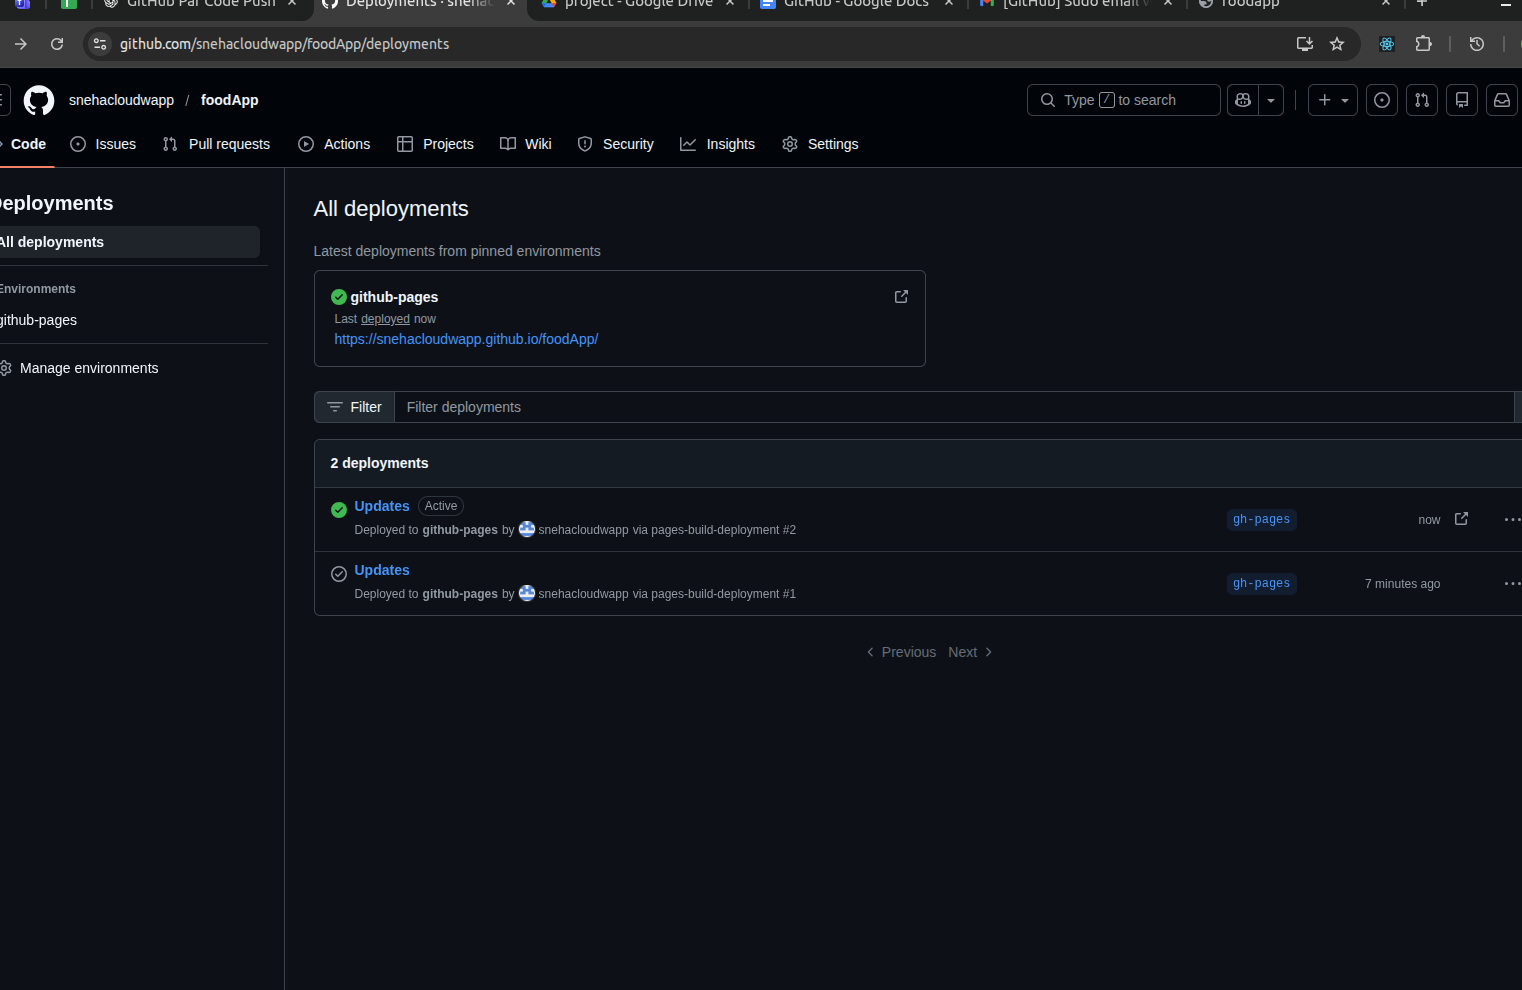 GitHub Par Code Push
Deployments · snehac
project - Google Drive
GitHub - Google Docs
[GitHub] Sudo email v
foodapp
github.com/snehacloudwapp/foodApp/deployments
snehacloudwapp / foodApp
Type / to search
Code
Issues
Pull requests
Actions
Projects
Wiki
Security
Insights
Settings
Deployments
All deployments
Environments
github-pages
Manage environments
All deployments
Latest deployments from pinned environments
github-pages
Last deployed now
https://snehacloudwapp.github.io/foodApp/
Filter
Filter deployments
2 deployments
Updates Active
Deployed to github-pages by snehacloudwapp via pages-build-deployment #2
gh-pages
now
Updates
Deployed to github-pages by snehacloudwapp via pages-build-deployment #1
gh-pages
7 minutes ago
Previous Next